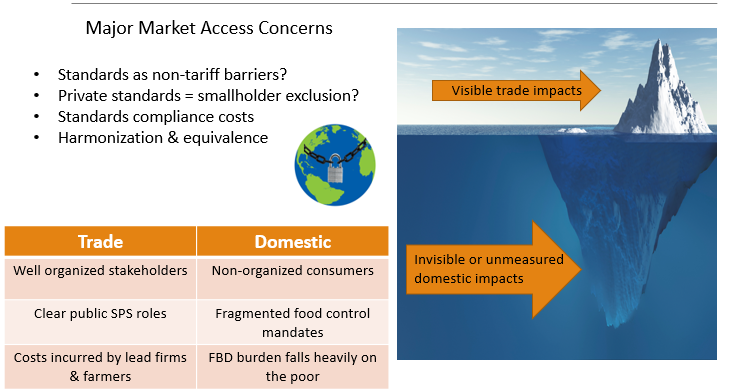 Major Market Access Concerns
• Standards as non-tariff barriers?
• Private standards = smallholder exclusion?
• Standards compliance costs
• Harmonization & equivalence
Visible trade impacts
Invisible or unmeasured
domestic impacts
Trade Domestic
Well organized stakeholders Non-organized consumers
Clear public SPS roles Fragmented food control
mandates
Costs incurred by lead firms FBD burden falls heavily on
& farmers the poor